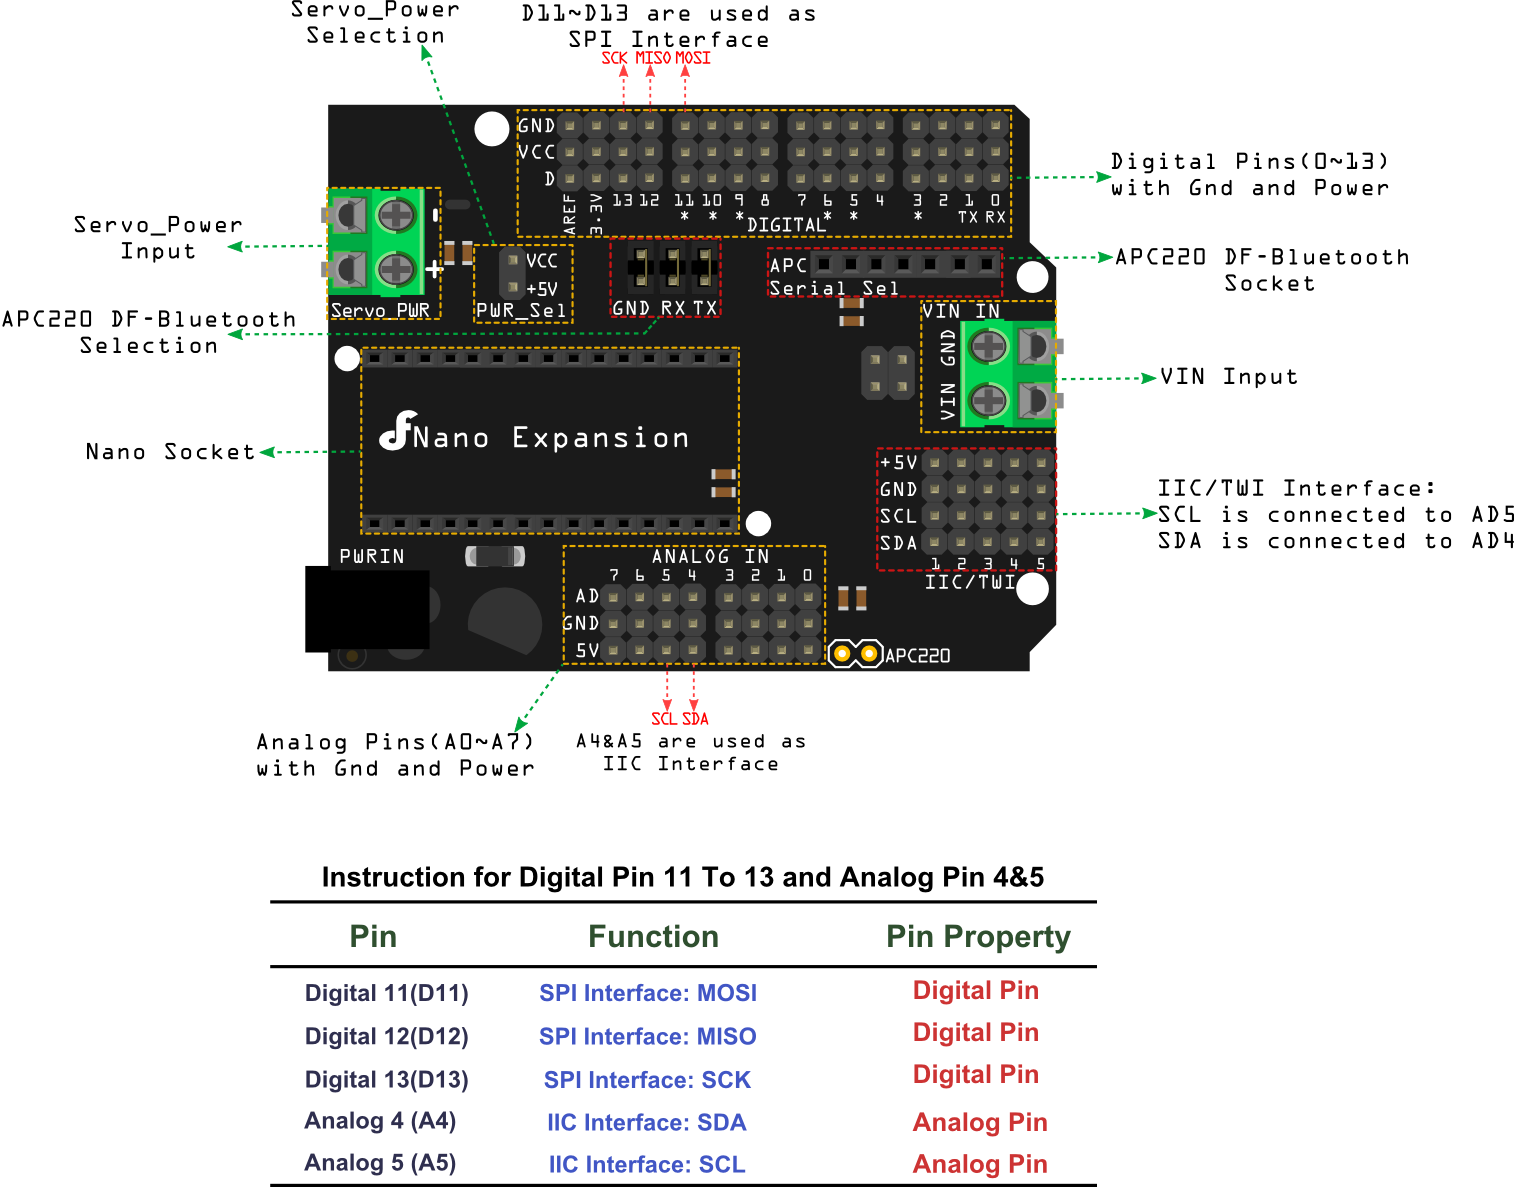 Servo_Power
Selection
D11~D13 are used as
SPI Interface
SCK MISO MOSI
GND
VCC
D
AREF 3.3V 13 12 11 10 9 8 7 6 5 4 3 2 1 0
* * * * * *
TX RX
DIGITAL
Digital Pins(0~13)
with Gnd and Power
Servo_Power
Input
-
+
Servo PWR
VCC
+5V
PWR_Sel
GND RX TX
APC
Serial Sel
APC220 DF-Bluetooth
Socket
APC220 DF-Bluetooth
Selection
VIN IN
GND
VIN
VIN Input
Nano Expansion
Nano Socket
+5V
GND
SCL
SDA
1 2 3 4 5
IIC/TWI
IIC/TWI Interface:
SCL is connected to AD5
SDA is connected to AD4
PWRIN
ANALOG IN
7 6 5 4 3 2 1 0
AD
GND
5V
APC220
SCL SDA
Analog Pins(A0~A7)
with Gnd and Power
A4&A5 are used as
IIC Interface
Instruction for Digital Pin 11 To 13 and Analog Pin 4&5
Pin Function Pin Property
Digital 11(D11) SPI Interface: MOSI Digital Pin
Digital 12(D12) SPI Interface: MISO Digital Pin
Digital 13(D13) SPI Interface: SCK Digital Pin
Analog 4 (A4) IIC Interface: SDA Analog Pin
Analog 5 (A5) IIC Interface: SCL Analog Pin